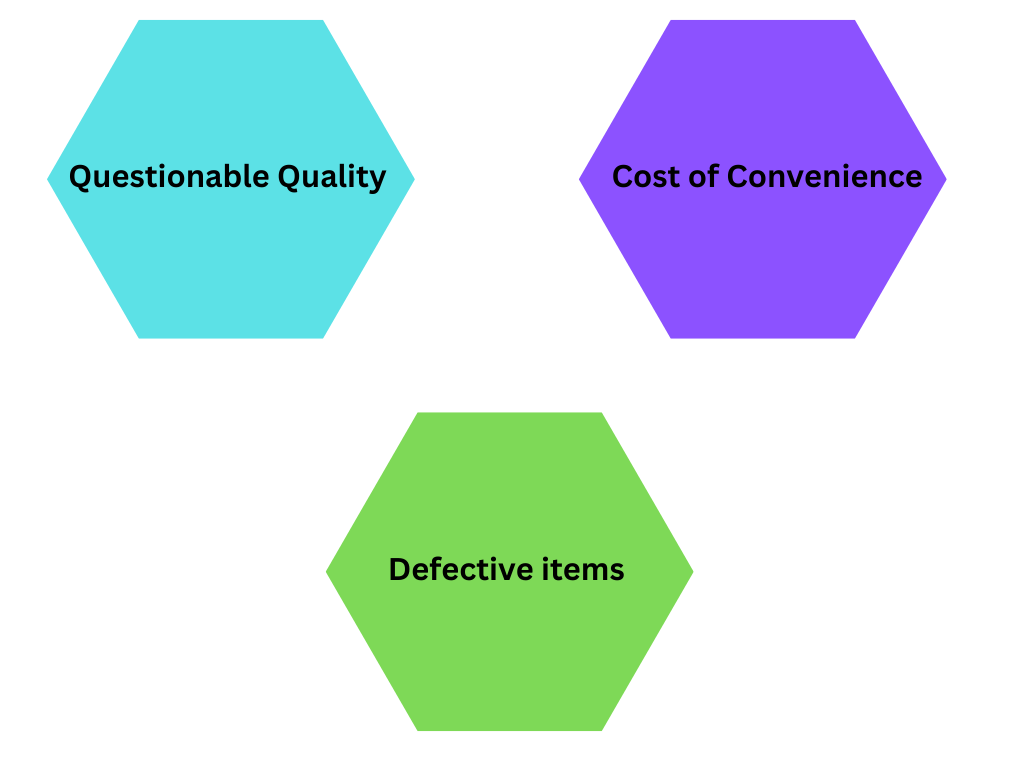 Questionable Quality
Cost of Convenience
Defective items